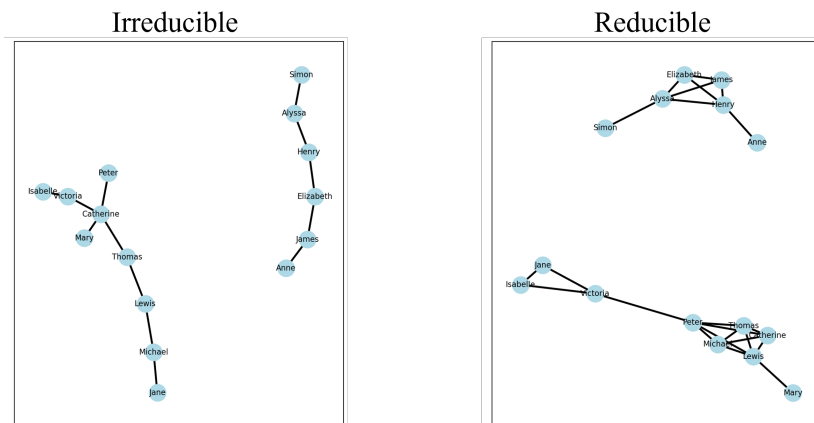 Irreducible
Simon
Alyssa
Henry
Peter
Isabelle
Victoria
Elizabeth
Catherine
Mary
James
Thomas
Anne
Lewis
Michael
Jane
Reducible
Elizabeth
James
Alyssa
Henry
Simon
Anne
Jane
Isabelle
Victoria
Peter
Thomas
Catherine
Michael
Lewis
Mary